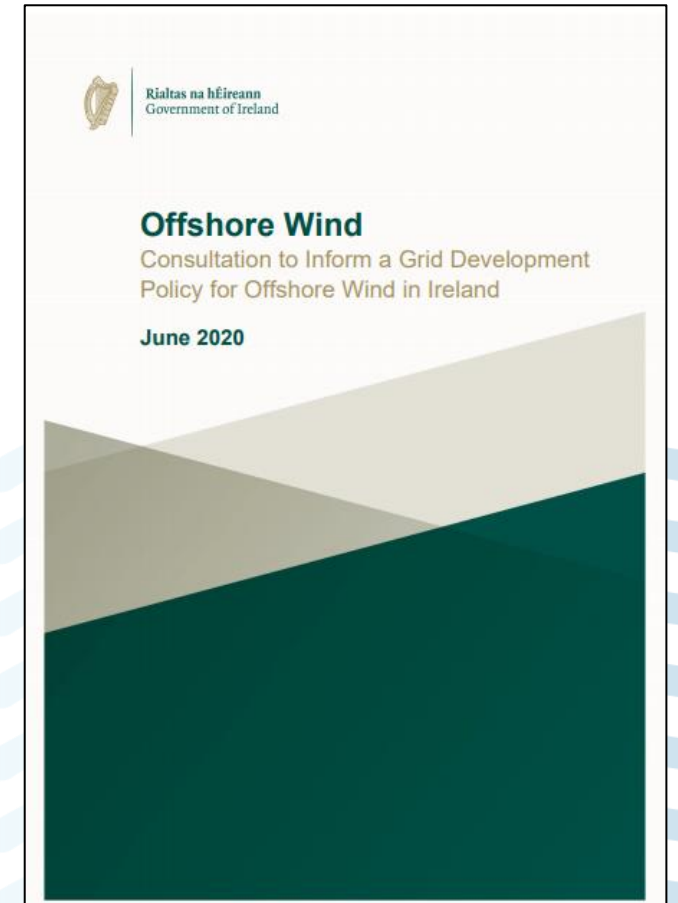 Rialtas na hÉireann
Government of Ireland
Offshore Wind
Consultation to Inform a Grid Development
Policy for Offshore Wind in Ireland
June 2020